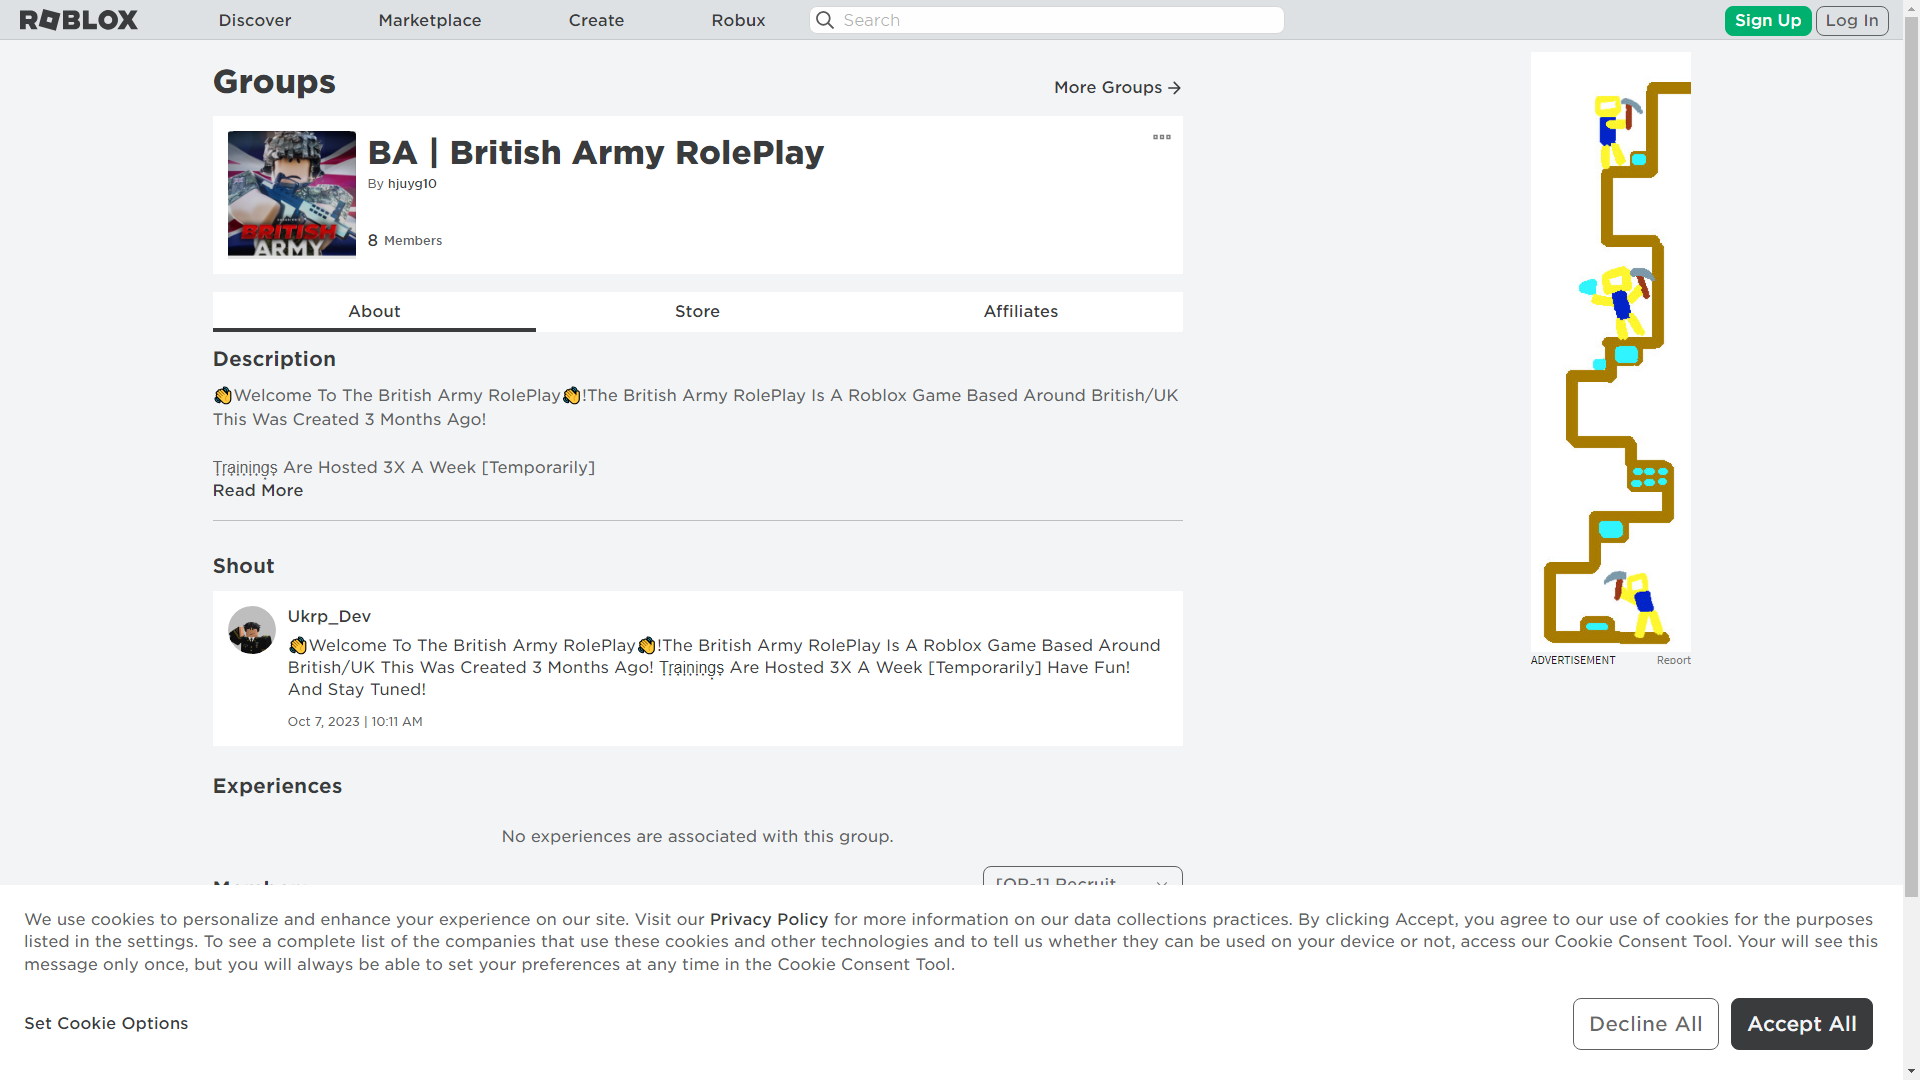 ROBLOX
Discover
Marketplace
Create
Robux
Search
Sign Up
Log In
Groups
More Groups
BA | British Army RolePlay
By hjuyg10
8 Members
BRITISH
ARMY
About
Store
Affiliates
Description
👏Welcome To The British Army RolePlay👏!The British Army RolePlay Is A Roblox Game Based Around British/UK
This Was Created 3 Months Ago!
Ṭṛạịṇịṇg̣ṣ Are Hosted 3X A Week [Temporarily]
Read More
Shout
Ukrp_Dev
👏Welcome To The British Army RolePlay👏!The British Army RolePlay Is A Roblox Game Based Around
British/UK This Was Created 3 Months Ago! Ṭṛạịṇịṇg̣ṣ Are Hosted 3X A Week [Temporarily] Have Fun!
And Stay Tuned!
Oct 7, 2023 | 10:11 AM
Experiences
No experiences are associated with this group.
Members
[OR-1] Recruit
ADVERTISEMENT
Report
We use cookies to personalize and enhance your experience on our site. Visit our Privacy Policy for more information on our data collections practices. By clicking Accept, you agree to our use of cookies for the purposes
listed in the settings. To see a complete list of the companies that use these cookies and other technologies and to tell us whether they can be used on your device or not, access our Cookie Consent Tool. Your will see this
message only once, but you will always be able to set your preferences at any time in the Cookie Consent Tool.
Set Cookie Options
Decline All
Accept All